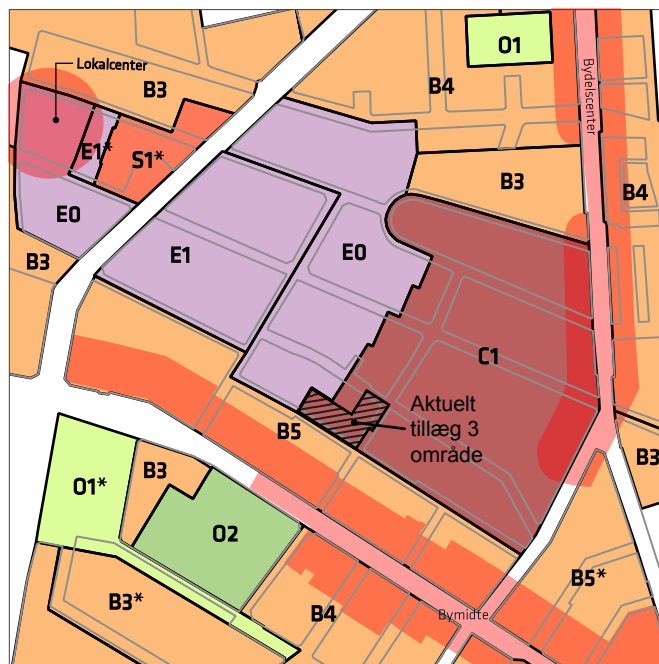 O1
Lokalcenter
B3
B4
Bydelscenter
E1*
S1*
B3
B4
E0
E1
E0
B3
C1
Aktuelt
tillæg 3
område
B5
B3
B3
O1*
O2
B5*
B3*
B4
Bymidte